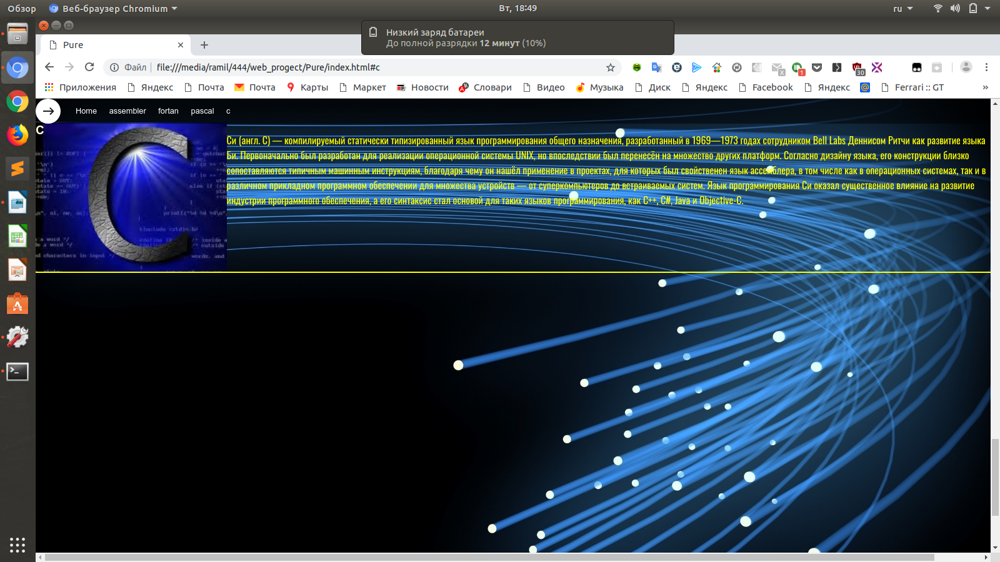 Обзор Веб-браузер Chromium Вт, 18:49 ru
Низкий заряд батареи
До полной разрядки 12 минут (10%)
Pure
Файл file:///media/ramil/444/web_progect/Pure/index.html#c
X 1 30
Приложения Яндекс Почта Почта Карты Маркет Новости Словари Видео Музыка Диск Яндекс Facebook Яндекс Ferrari :: GT »
Home assembler fortan pascal c
C
Си (англ. C) — компилируемый статически типизированный язык программирования общего назначения, разработанный в 1969—1973 годах сотрудником Bell Labs Деннисом Ритчи как развитие языка
Би. Первоначально был разработан для реализации операционной системы UNIX, но впоследствии был перенесён на множество других платформ. Согласно дизайну языка, его конструкции близко
сопоставляются типичным машинным инструкциям, благодаря чему он нашёл применение в проектах, для которых был свойственен язык ассемблера, в том числе как в операционных системах, так и в
различном прикладном программном обеспечении для множества устройств — от суперкомпьютеров до встраиваемых систем. Язык программирования Си оказал существенное влияние на развитие
индустрии программного обеспечения, а его синтаксис стал основой для таких языков программирования, как C++, C#, Java и Objective-C.
C